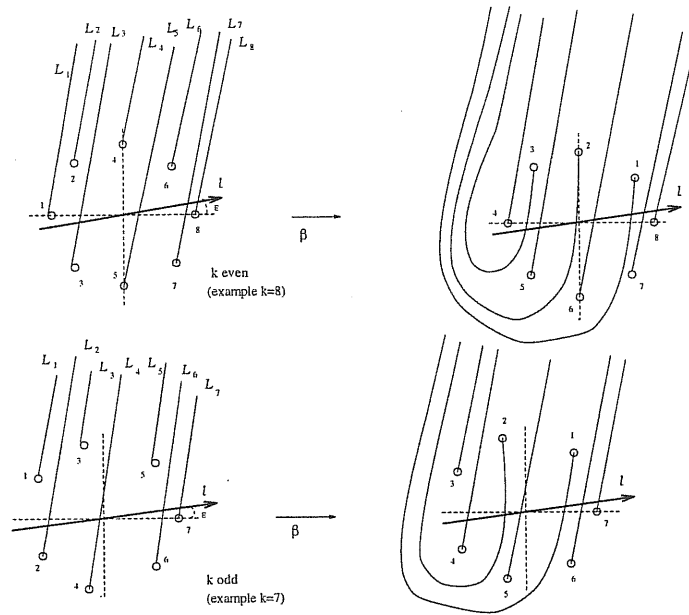 L₁ L₂ L₃ L₄ L₅ L₆ L₇ L₈
4 l
2 6
1 E 8
3 5 7
β
k even
(example k=8)
3 2 1
l
4 8
5 6 7
L₁ L₂ L₃ L₄ L₅ L₆ L₇
1 3 5
l
E 7
2 4 6
β
k odd
(example k=7)
2 1
3 l
7
4 5 6